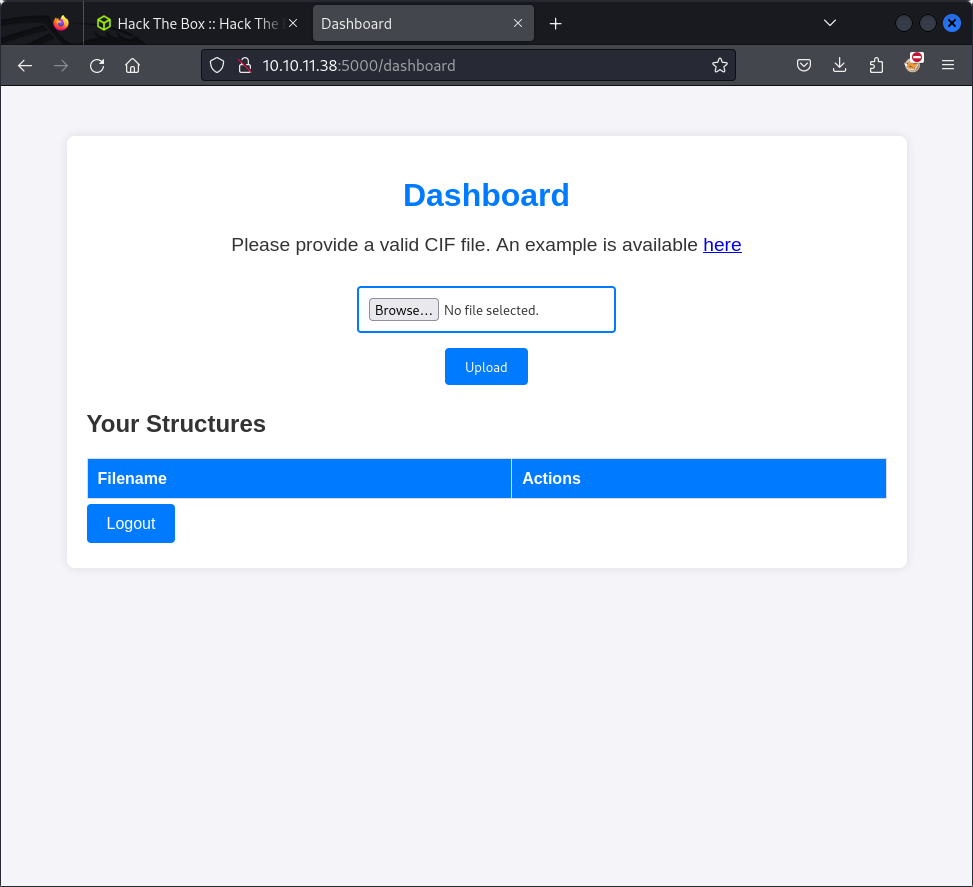 Hack The Box :: Hack The
Dashboard
10.10.11.38:5000/dashboard
Dashboard
Please provide a valid CIF file. An example is available here
Browse... No file selected.
Upload
Your Structures
Filename Actions
Logout